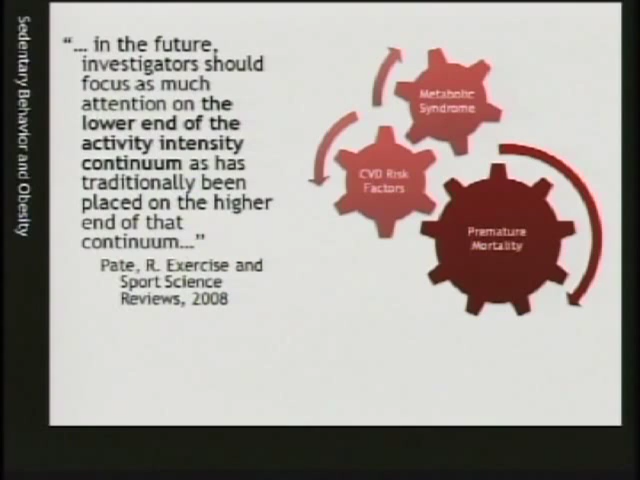 Sedentary Behavior and Obesity
“… in the future,
investigators should
focus as much
attention on the
lower end of the
activity intensity
continuum as has
traditionally been
placed on the higher
end of that
continuum…”
Pate, R. Exercise and
Sport Science
Reviews, 2008
Metabolic
Syndrome
CVD Risk
Factors
Premature
Mortality